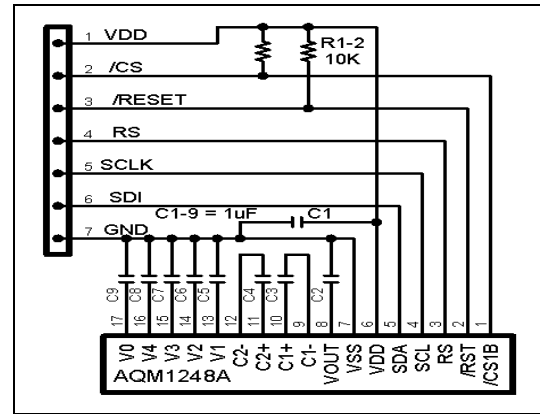 1 VDD
2 /CS
3 /RESET
4 RS
5 SCLK
6 SDI
7 GND
R1-2
10K
C1-9 = 1uF
C1
C9
C8
C7
C6
C5
C4
C3
C2
17 16 15 14 13 12 11 10 9 8 7 6 5 4 3 2 1
V0
V4
V3
V2
V1
C2-
C2+
C1+
C1-
VOUT
VSS
VDD
SDA
SCL
RS
/RST
/CS1B
AQM1248A